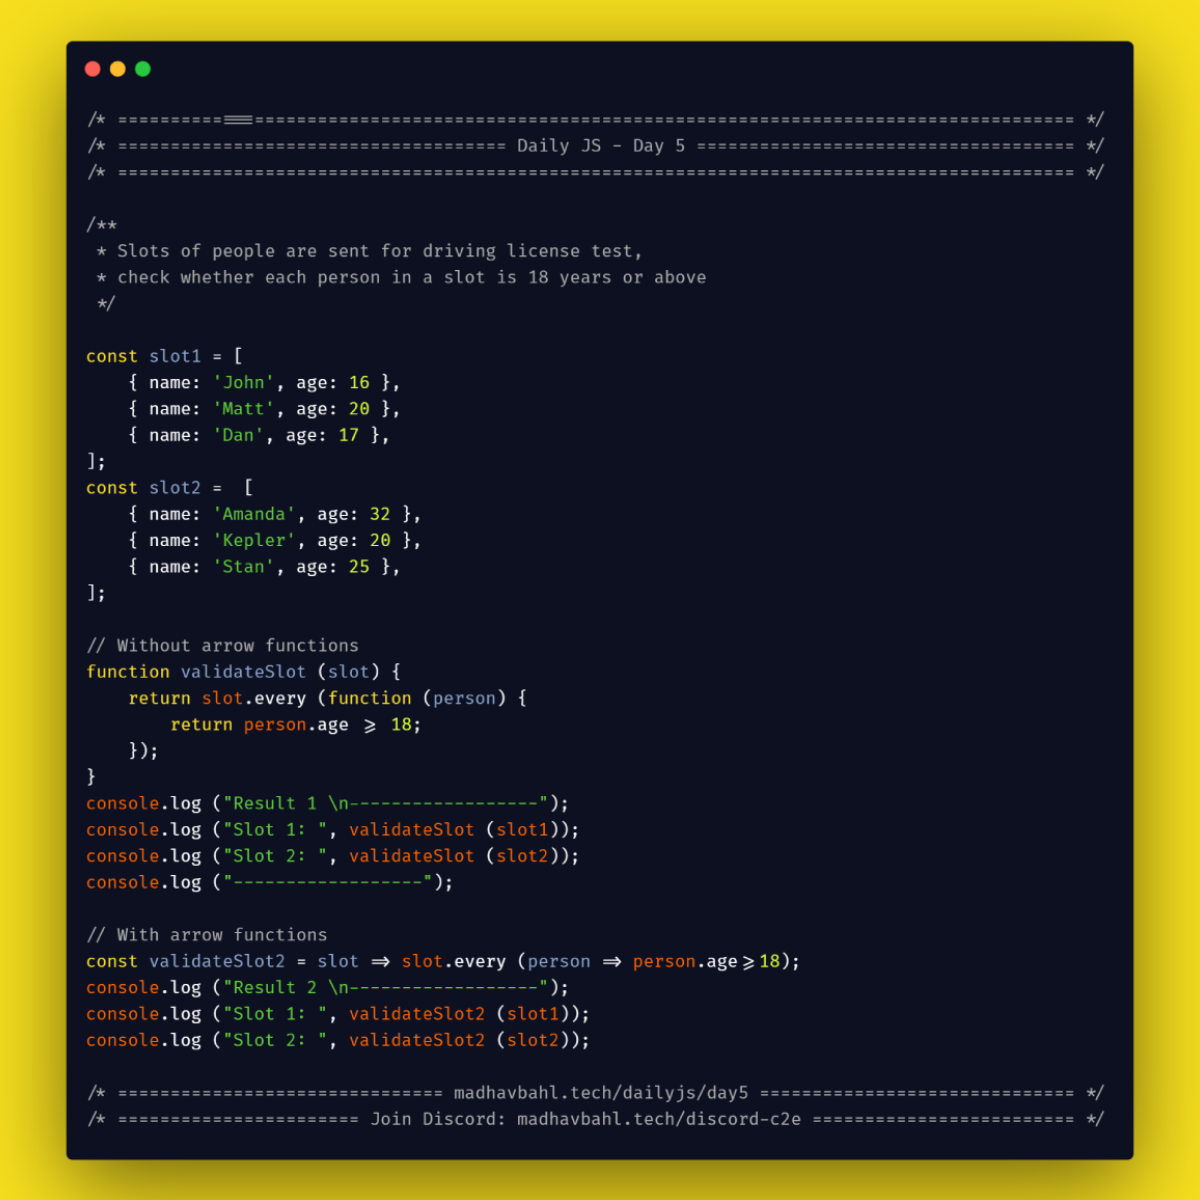 /* =========================================================================================== */
/* ===================================== Daily JS - Day 5 ==================================== */
/* =========================================================================================== */
/**
 * Slots of people are sent for driving license test,
 * check whether each person in a slot is 18 years or above
 */
const slot1 = [
    { name: 'John', age: 16 },
    { name: 'Matt', age: 20 },
    { name: 'Dan', age: 17 },
];
const slot2 =  [
    { name: 'Amanda', age: 32 },
    { name: 'Kepler', age: 20 },
    { name: 'Stan', age: 25 },
];
// Without arrow functions
function validateSlot (slot) {
    return slot.every (function (person) {
        return person.age >= 18;
    });
}
console.log ("Result 1 \n------------------");
console.log ("Slot 1: ", validateSlot (slot1));
console.log ("Slot 2: ", validateSlot (slot2));
console.log ("------------------");
// With arrow functions
const validateSlot2 = slot => slot.every (person => person.age>=18);
console.log ("Result 2 \n------------------");
console.log ("Slot 1: ", validateSlot2 (slot1));
console.log ("Slot 2: ", validateSlot2 (slot2));
/* =============================== madhavbahl.tech/dailyjs/day5 ============================== */
/* ======================= Join Discord: madhavbahl.tech/discord-c2e ========================= */